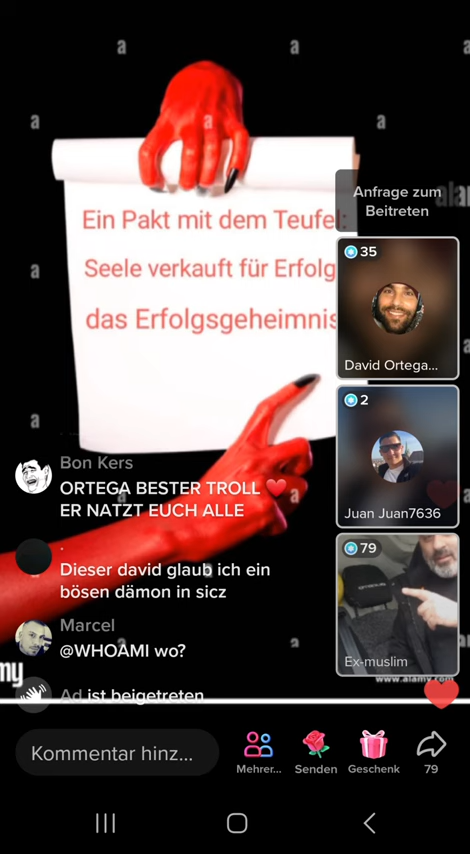 Anfrage zum
Beitreten
Ein Pakt mit dem Teufel:
Seele verkauft für Erfolg
das Erfolgsgeheimnis
35
David Ortega...
2
Juan Juan7636
79
Ex-muslim
Bon Kers
ORTEGA BESTER TROLL ❤️
ER NATZT EUCH ALLE
.
Dieser david glaub ich ein
bösen dämon in sicz
Marcel
@WHOAMI wo?
Ad ist beigetreten
my
www.alamy.com
Kommentar hinz...
Mehrer...
Senden
Geschenk
79
a
a
a
a
a
a
a
a
a
a